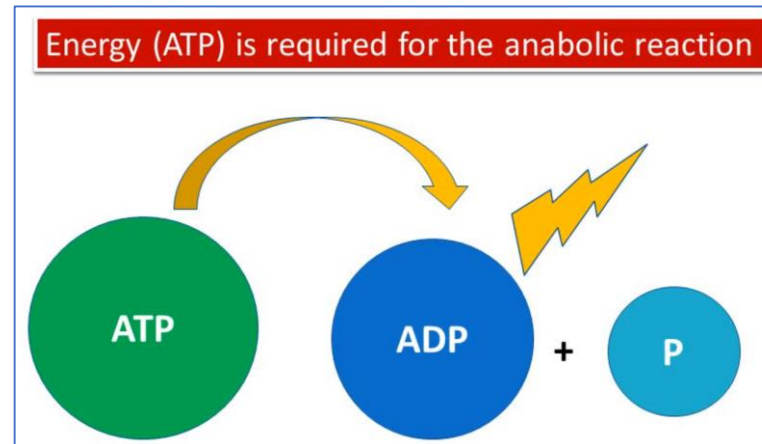 Energy (ATP) is required for the anabolic reaction
ATP
ADP
+
P